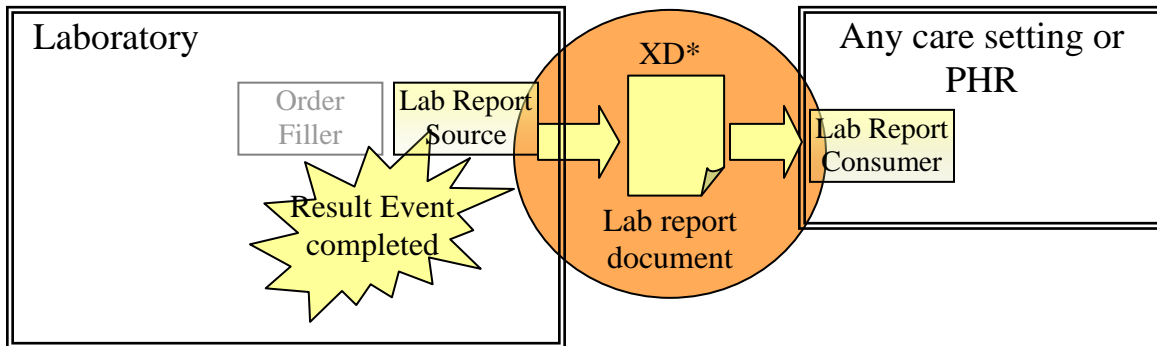 Laboratory
Order
Filler
Lab Report
Source
Result Event
completed
XD*
Lab report
document
Any care setting or
PHR
Lab Report
Consumer